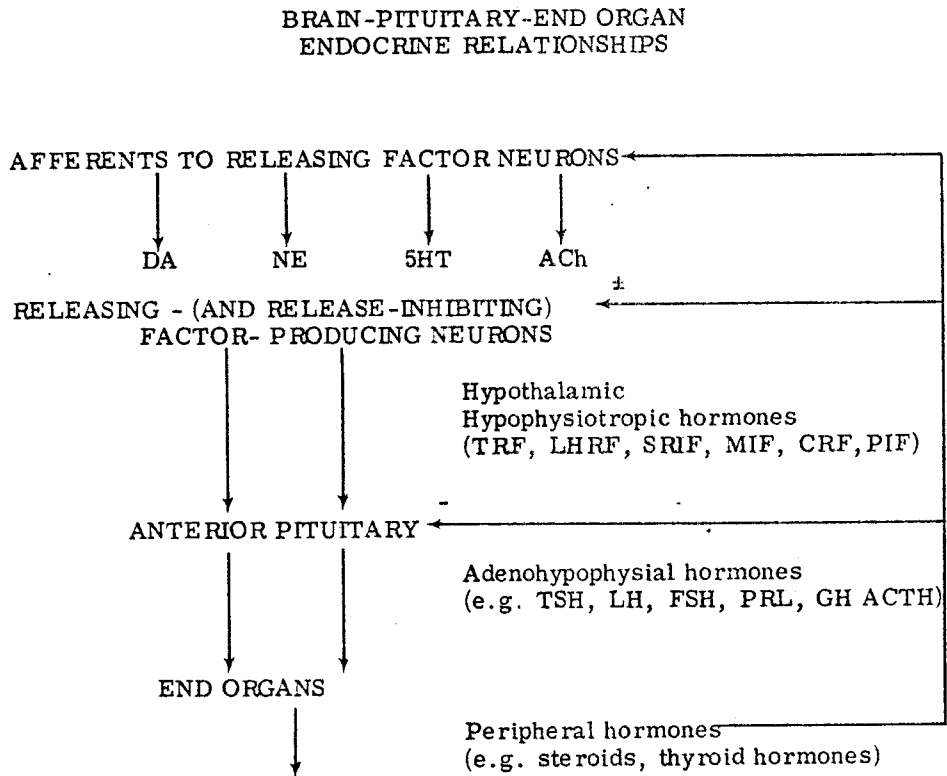 BRAIN-PITUITARY-END ORGAN
ENDOCRINE RELATIONSHIPS
AFFERENTS TO RELEASING FACTOR NEURONS
DA NE 5HT ACh
±
RELEASING - (AND RELEASE-INHIBITING)
FACTOR- PRODUCING NEURONS
Hypothalamic
Hypophysiotropic hormones
(TRF, LHRF, SRIF, MIF, CRF, PIF)
-
ANTERIOR PITUITARY
Adenohypophysial hormones
(e.g. TSH, LH, FSH, PRL, GH ACTH)
END ORGANS
Peripheral hormones
(e.g. steroids, thyroid hormones)